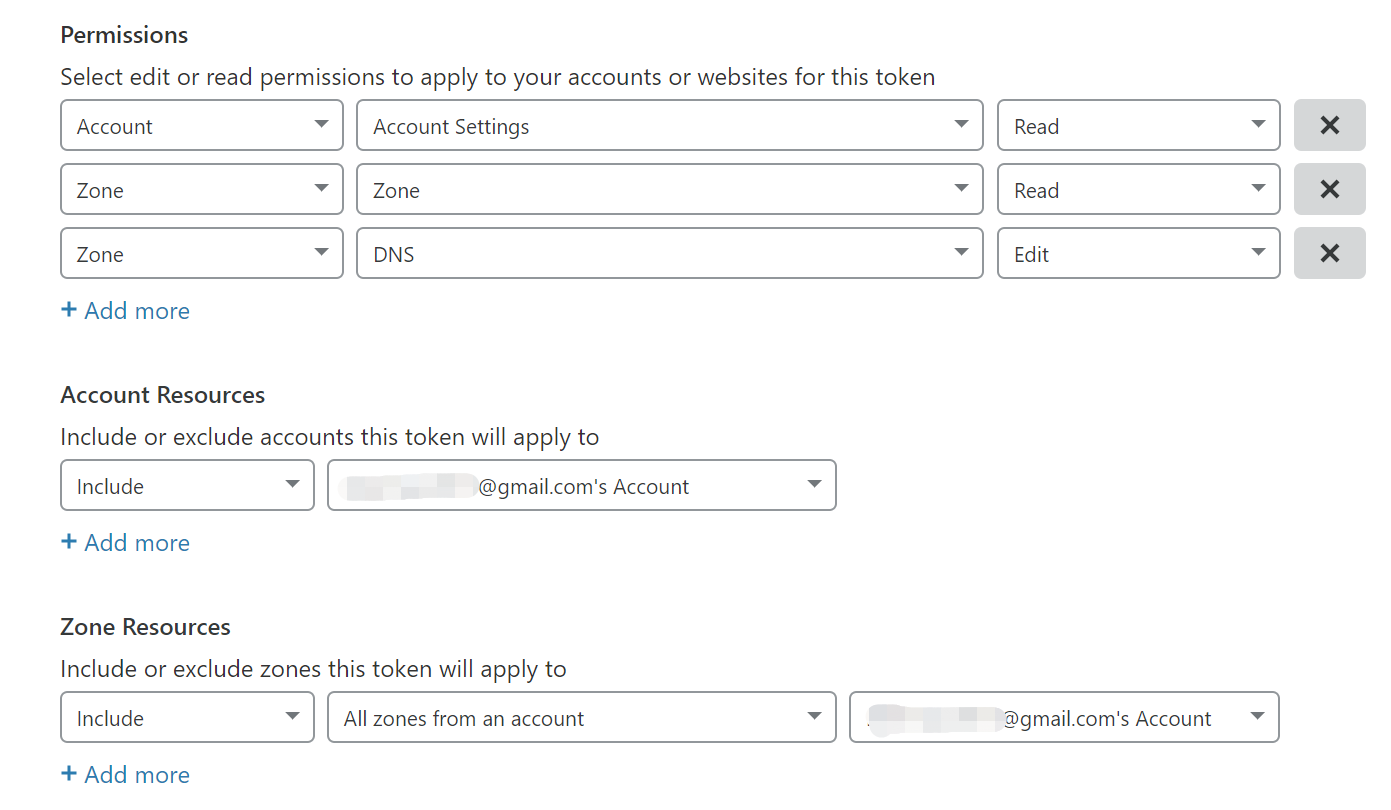 Permissions
Select edit or read permissions to apply to your accounts or websites for this token
Account Account Settings Read
Zone Zone Read
Zone DNS Edit
+ Add more
Account Resources
Include or exclude accounts this token will apply to
Include @gmail.com's Account
+ Add more
Zone Resources
Include or exclude zones this token will apply to
Include All zones from an account @gmail.com's Account
+ Add more